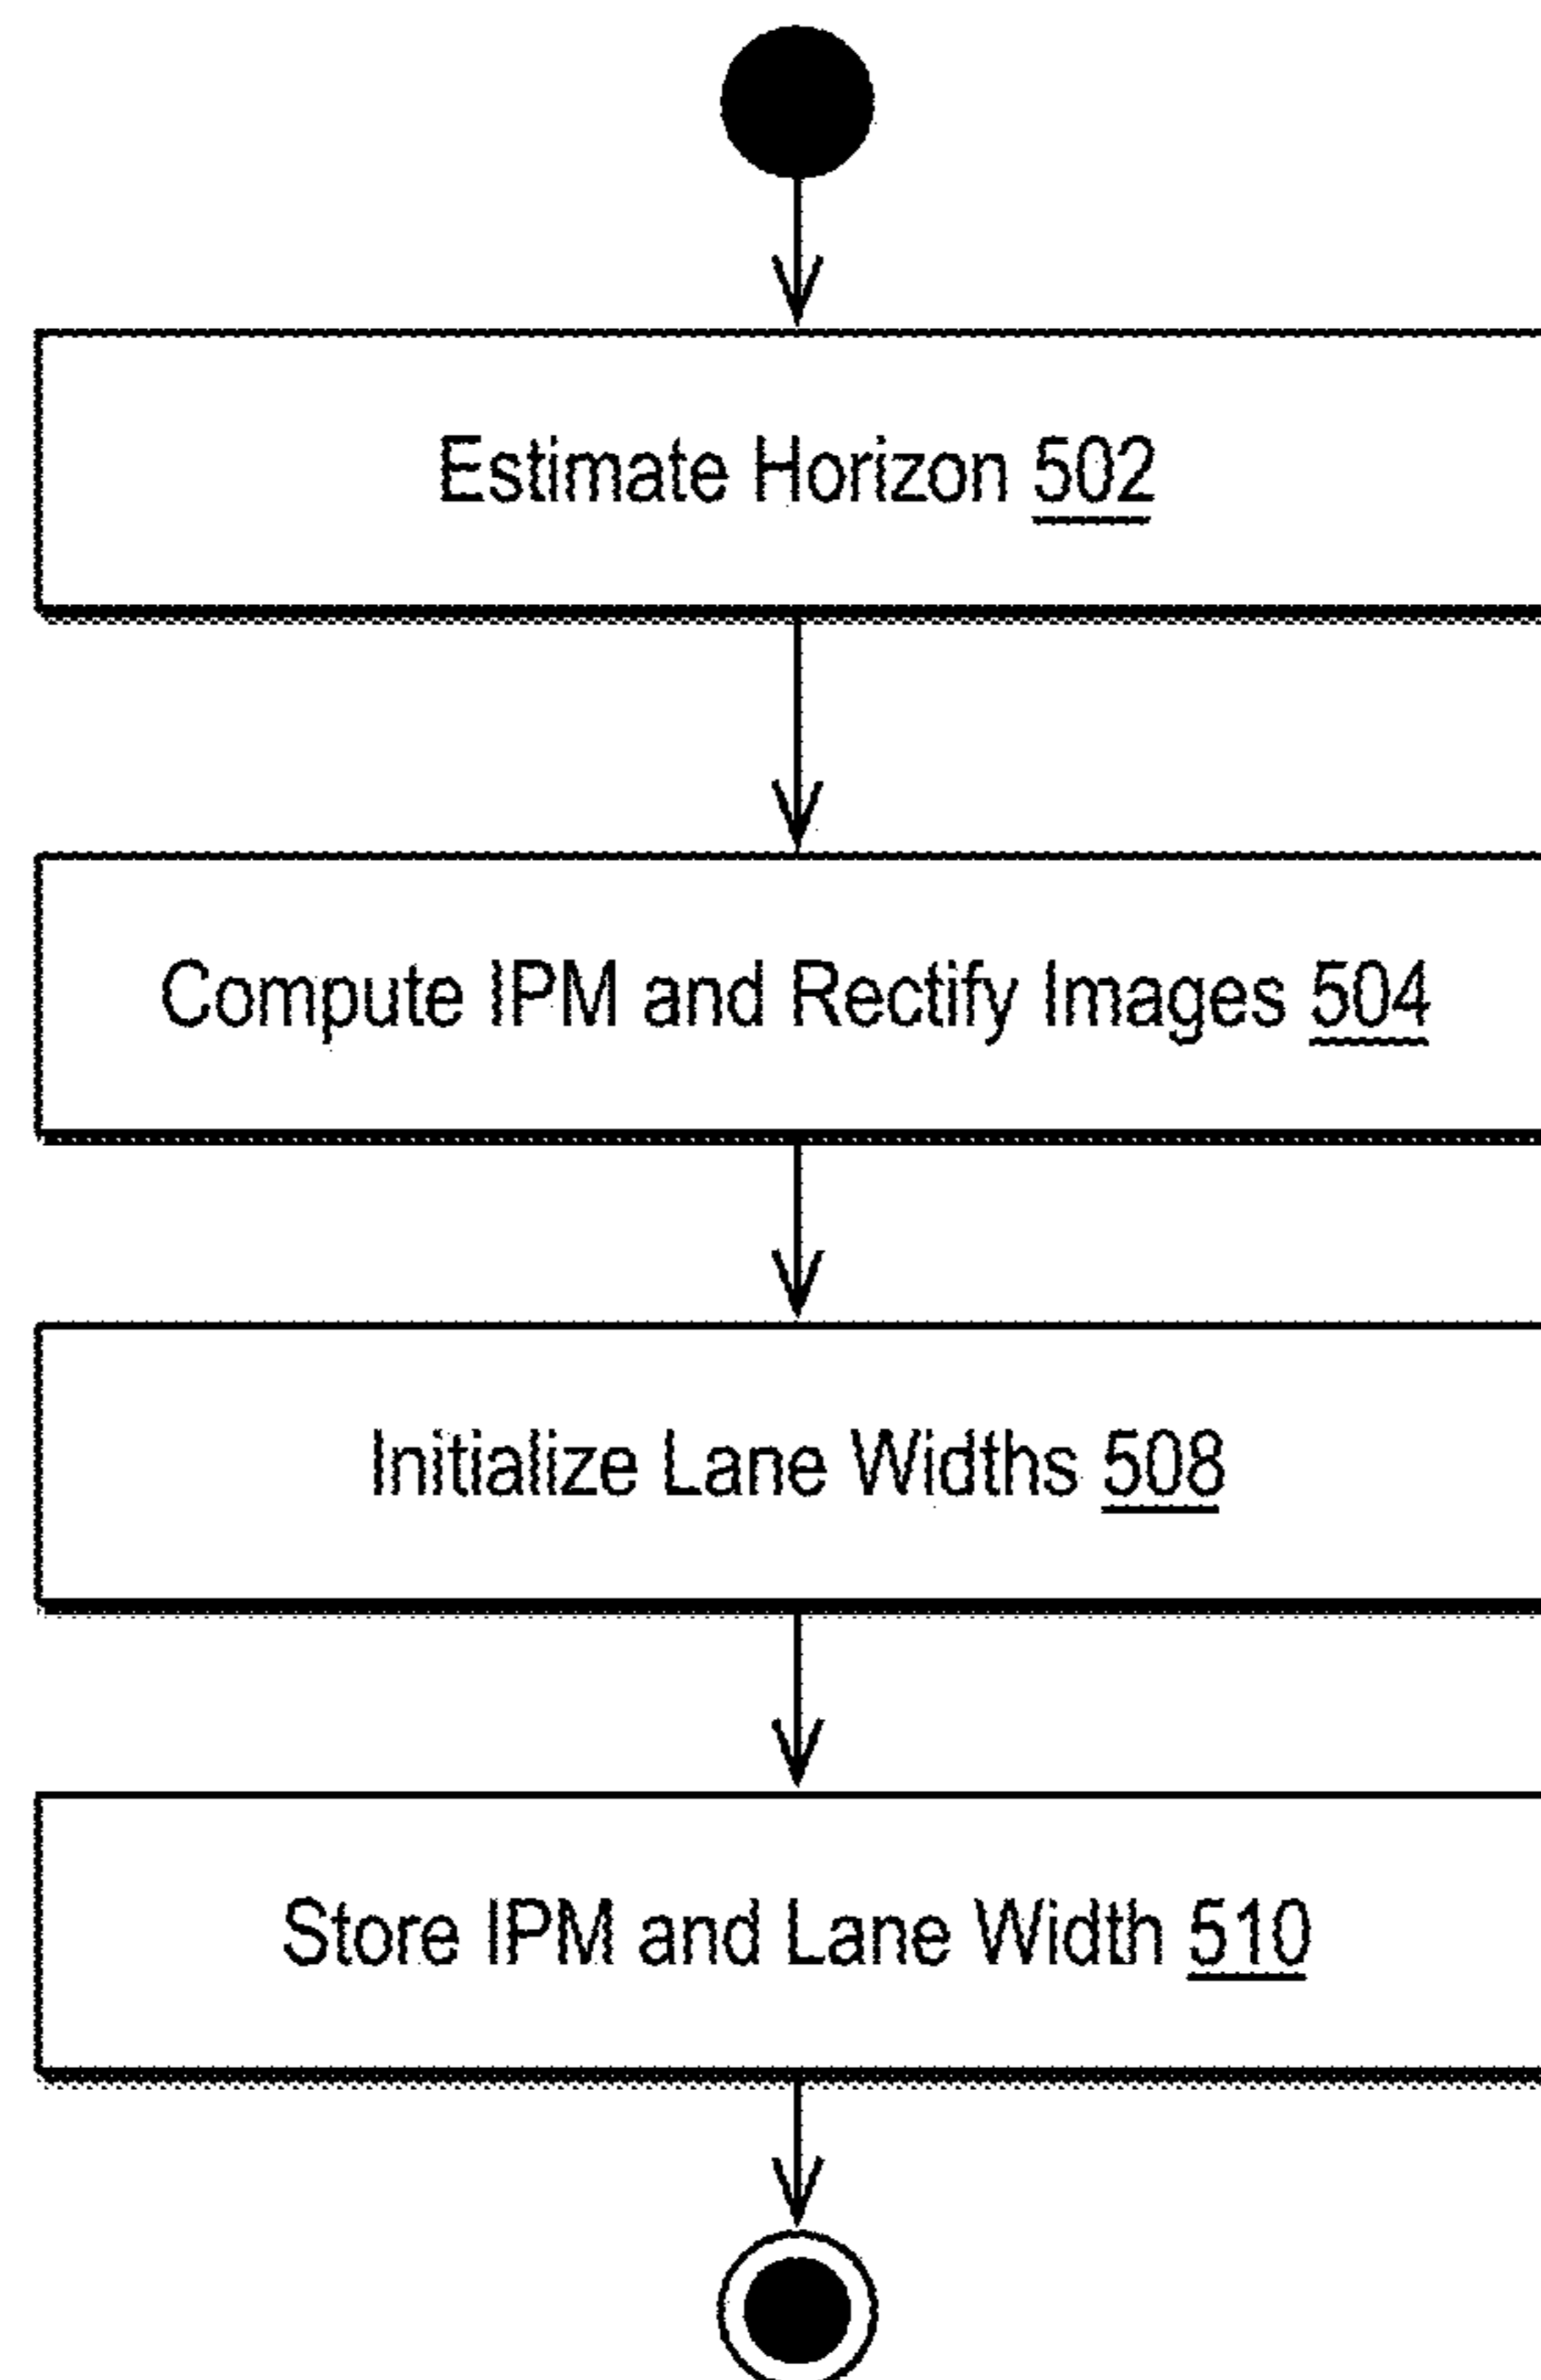 Estimate Horizon 502
Compute IPM and Rectify Images 504
Initialize Lane Widths 508
Store IPM and Lane Width 510